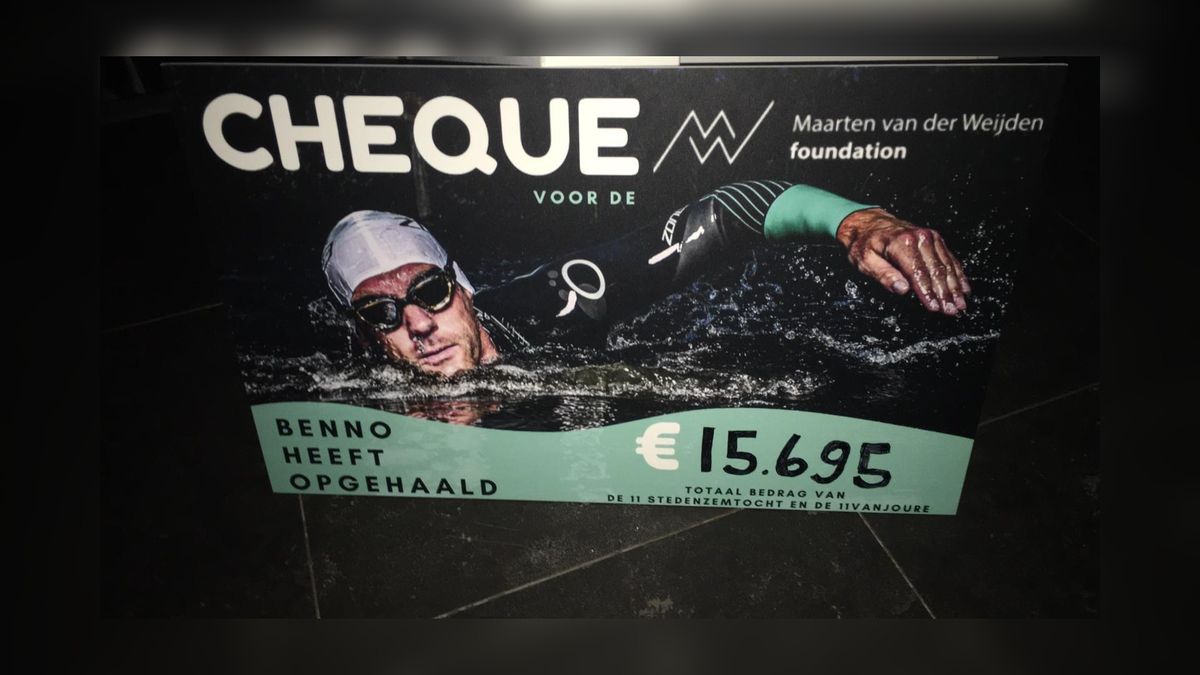 CHEQUE
VOOR DE
Maarten van der Weijden
foundation
BENNO
HEEFT
OPGEHAALD
€ 15.695
TOTAAL BEDRAG VAN
DE 11 STEDENZEMTOCHT EN DE 11VANJOURE